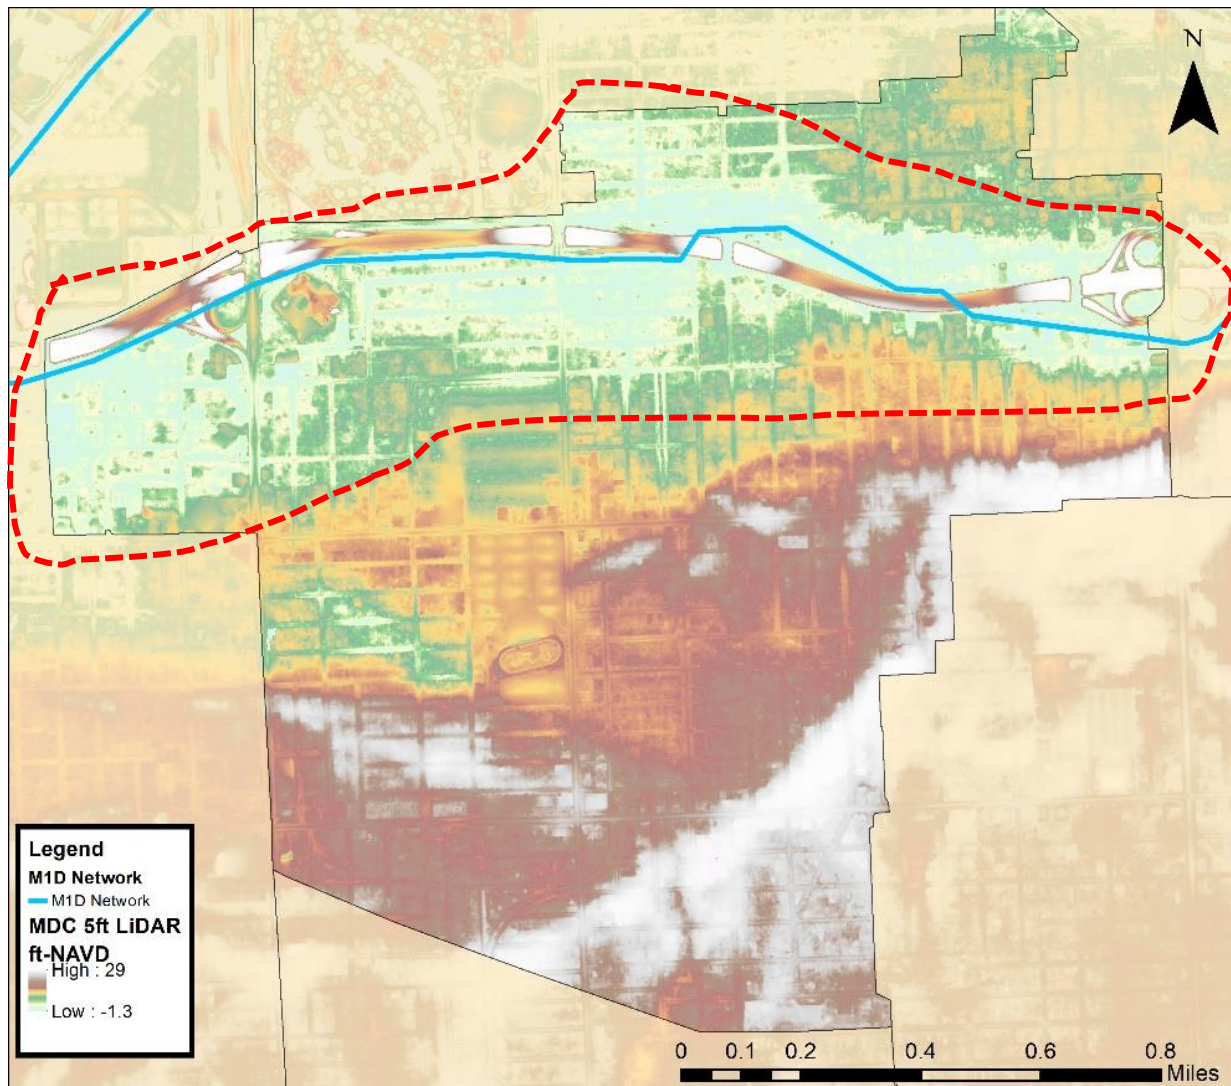 N
Legend
M1D Network
M1D Network
MDC 5ft LiDAR
ft-NAVD
High : 29
Low : -1.3
0 0.1 0.2 0.4 0.6 0.8
Miles